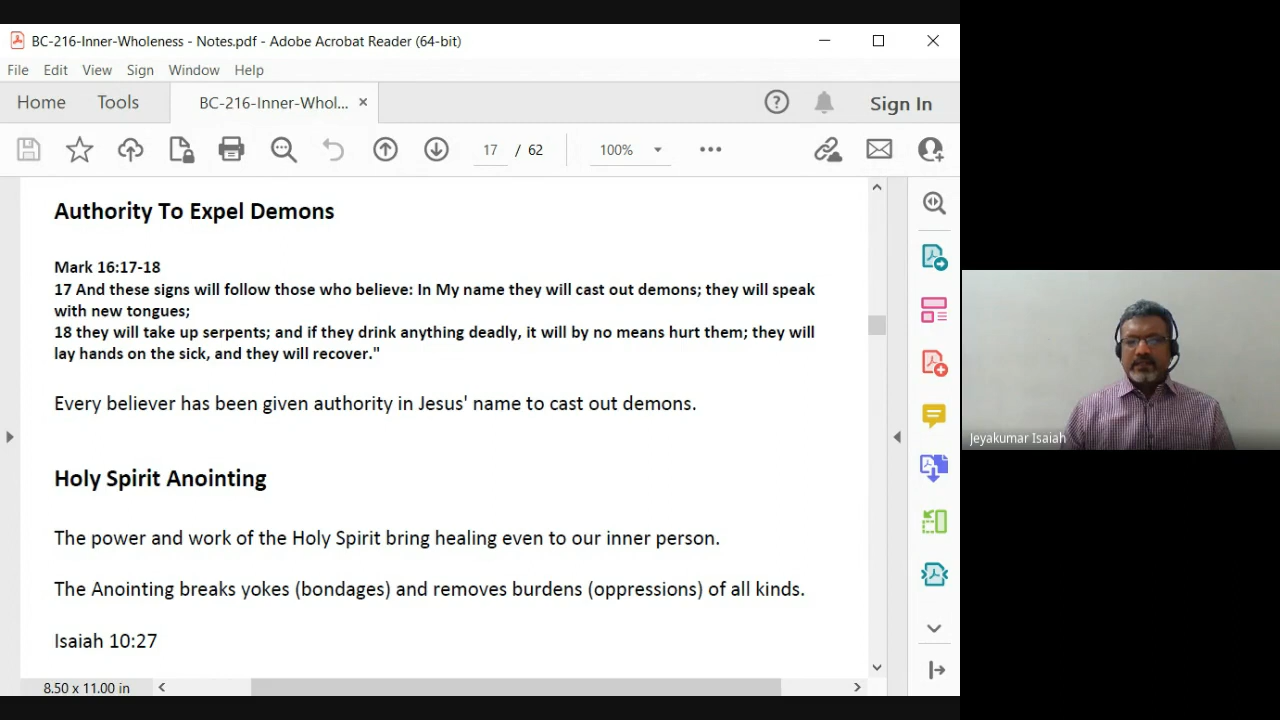 BC-216-Inner-Wholeness - Notes.pdf - Adobe Acrobat Reader (64-bit)
File Edit View Sign Window Help
Home Tools BC-216-Inner-Whol... × Sign In
17 / 62 100%
Authority To Expel Demons
Mark 16:17-18
17 And these signs will follow those who believe: In My name they will cast out demons; they will speak
with new tongues;
18 they will take up serpents; and if they drink anything deadly, it will by no means hurt them; they will
lay hands on the sick, and they will recover."
Every believer has been given authority in Jesus' name to cast out demons.
Holy Spirit Anointing
The power and work of the Holy Spirit bring healing even to our inner person.
The Anointing breaks yokes (bondages) and removes burdens (oppressions) of all kinds.
Isaiah 10:27
8.50 x 11.00 in
Jeyakumar Isaiah